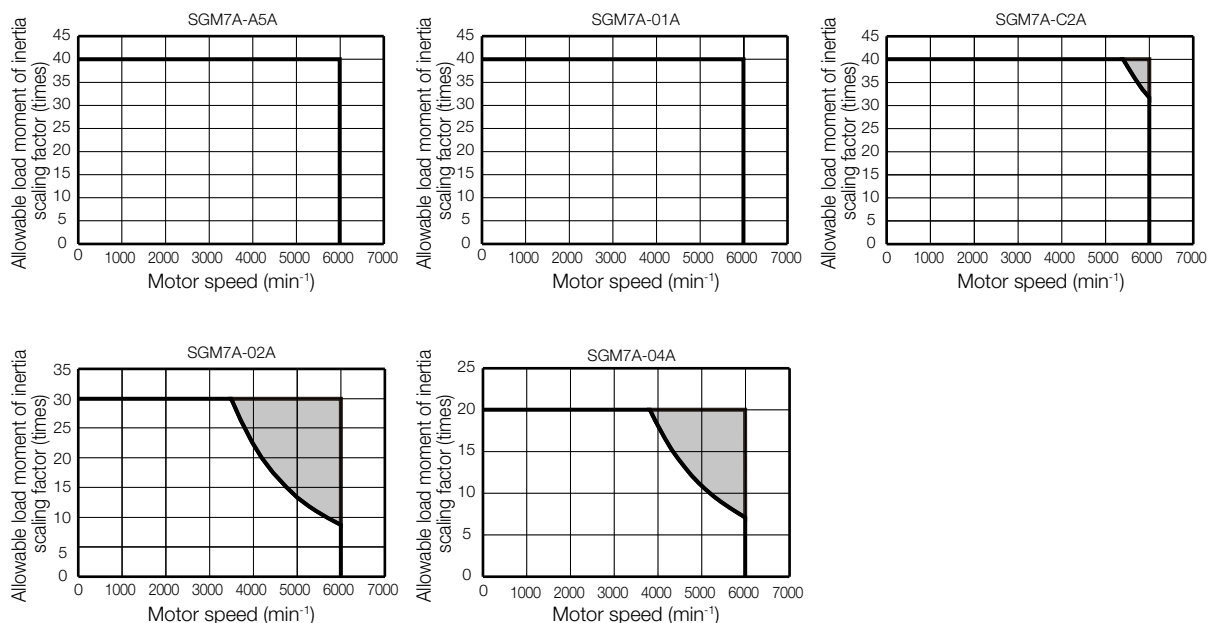 SGM7A-A5A
Allowable load moment of inertia
scaling factor (times)
45
40
35
30
25
20
15
10
5
0
0 1000 2000 3000 4000 5000 6000 7000
Motor speed (min-1)
SGM7A-01A
Allowable load moment of inertia
scaling factor (times)
45
40
35
30
25
20
15
10
5
0
0 1000 2000 3000 4000 5000 6000 7000
Motor speed (min-1)
SGM7A-C2A
Allowable load moment of inertia
scaling factor (times)
45
40
35
30
25
20
15
10
5
0
0 1000 2000 3000 4000 5000 6000 7000
Motor speed (min-1)
SGM7A-02A
Allowable load moment of inertia
scaling factor (times)
35
30
25
20
15
10
5
0
0 1000 2000 3000 4000 5000 6000 7000
Motor speed (min-1)
SGM7A-04A
Allowable load moment of inertia
scaling factor (times)
25
20
15
10
5
0
0 1000 2000 3000 4000 5000 6000 7000
Motor speed (min-1)